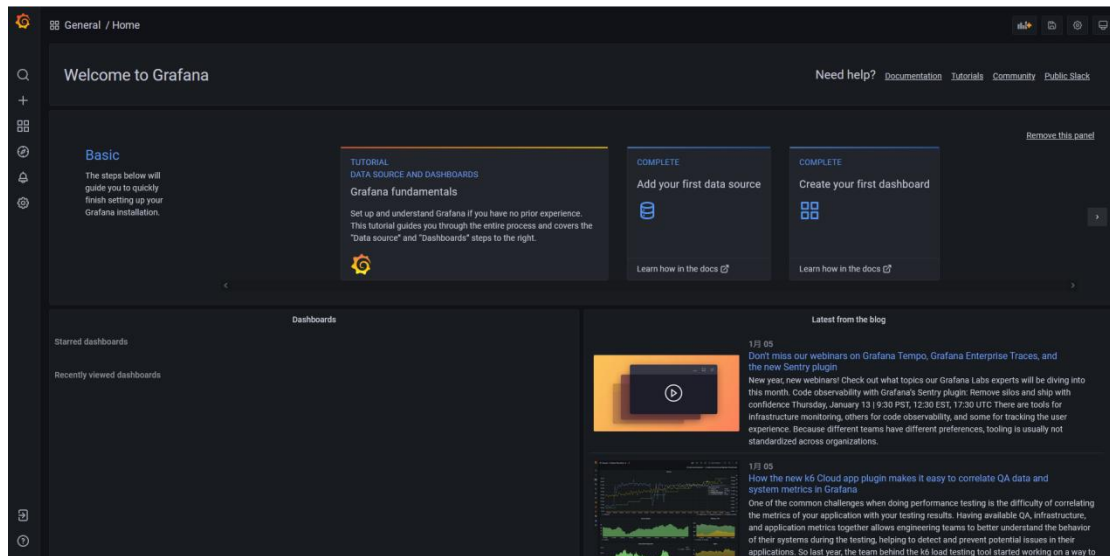 General / Home
Welcome to Grafana
Need help? Documentation Tutorials Community Public Slack
Remove this panel
Basic
The steps below will
guide you to quickly
finish setting up your
Grafana installation.
TUTORIAL
DATA SOURCE AND DASHBOARDS
Grafana fundamentals
Set up and understand Grafana if you have no prior experience.
This tutorial guides you through the entire process and covers the
"Data source" and "Dashboards" steps to the right.
COMPLETE
Add your first data source
Learn how in the docs
COMPLETE
Create your first dashboard
Learn how in the docs
Dashboards
Starred dashboards
Recently viewed dashboards
Latest from the blog
1月 05
Don't miss our webinars on Grafana Tempo, Grafana Enterprise Traces, and
the new Sentry plugin
New year, new webinars! Check out what topics our Grafana Labs experts will be diving into
this month. Code observability with Grafana's Sentry plugin: Remove silos and ship with
confidence Thursday, January 13 | 9:30 PST, 12:30 EST, 17:30 UTC There are tools for
infrastructure monitoring, others for code observability, and some for tracking the user
experience. Because different teams have different preferences, tooling is usually not
standardized across organizations.
1月 05
How the new k6 Cloud app plugin makes it easy to correlate QA data and
system metrics in Grafana
One of the common challenges when doing performance testing is the difficulty of correlating
the metrics of your application with your testing results. Having available QA, infrastructure,
and application metrics together allows engineering teams to better understand the behavior
of their systems during the testing, helping to detect and prevent potential issues in their
applications. So last year, the team behind the k6 load testing tool started working on a way to